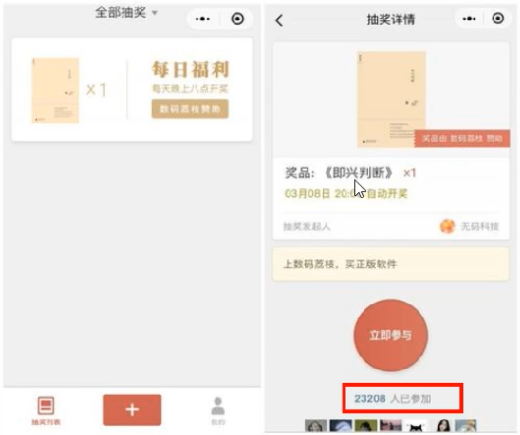 全部抽奖
×1
每日福利
每天晚上八点开奖
数码荔枝赞助
抽奖列表
我的
抽奖详情
奖品由 数码荔枝 赞助
奖品:《即兴判断》 ×1
03月08日 20:0 自动开奖
抽奖发起人
无码科技
上数码荔枝,买正版软件
立即参与
23208 人已参加